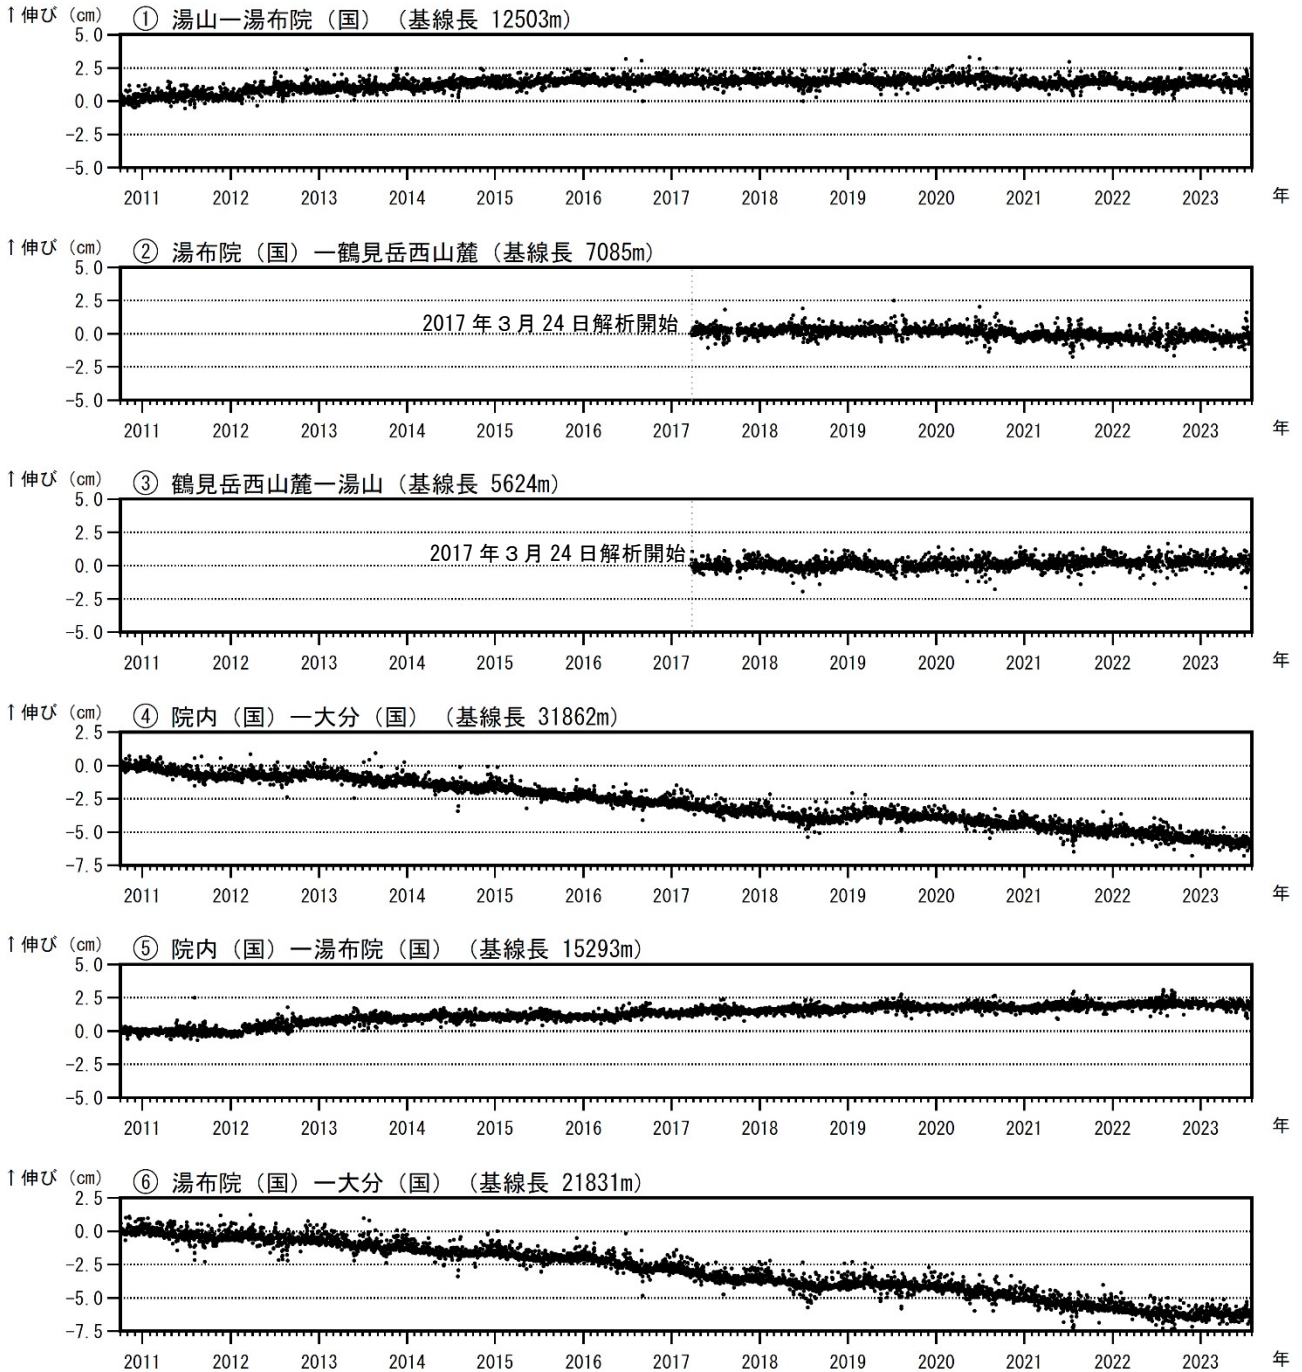 ↑伸び (cm) ① 湯山ー湯布院（国）（基線長 12503m）
5.0
2.5
0.0
-2.5
-5.0
2011 2012 2013 2014 2015 2016 2017 2018 2019 2020 2021 2022 2023 年
↑伸び (cm) ② 湯布院（国）ー鶴見岳西山麓（基線長 7085m）
5.0
2.5
2017年3月24日解析開始
0.0
-2.5
-5.0
2011 2012 2013 2014 2015 2016 2017 2018 2019 2020 2021 2022 2023 年
↑伸び (cm) ③ 鶴見岳西山麓ー湯山（基線長 5624m）
5.0
2.5
2017年3月24日解析開始
0.0
-2.5
-5.0
2011 2012 2013 2014 2015 2016 2017 2018 2019 2020 2021 2022 2023 年
↑伸び (cm) ④ 院内（国）ー大分（国）（基線長 31862m）
2.5
0.0
-2.5
-5.0
-7.5
2011 2012 2013 2014 2015 2016 2017 2018 2019 2020 2021 2022 2023 年
↑伸び (cm) ⑤ 院内（国）ー湯布院（国）（基線長 15293m）
5.0
2.5
0.0
-2.5
-5.0
2011 2012 2013 2014 2015 2016 2017 2018 2019 2020 2021 2022 2023 年
↑伸び (cm) ⑥ 湯布院（国）ー大分（国）（基線長 21831m）
2.5
0.0
-2.5
-5.0
-7.5
2011 2012 2013 2014 2015 2016 2017 2018 2019 2020 2021 2022 2023 年